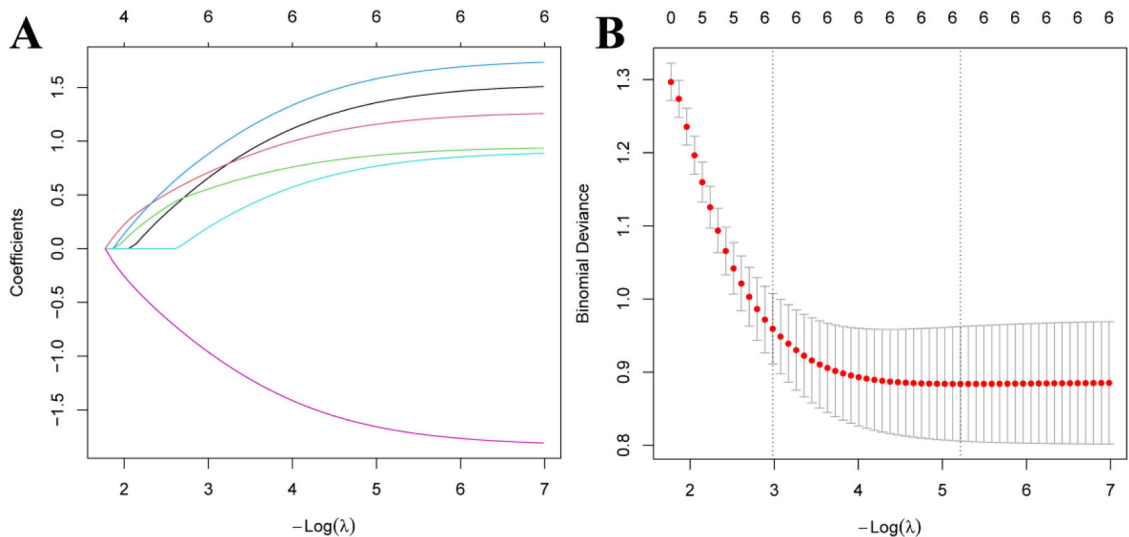 A
4 6 6 6 6 6
Coefficients
1.5
1.0
0.5
0.0
−0.5
−1.0
−1.5
2 3 4 5 6 7
−Log(λ)
B
0 5 5 6 6 6 6 6 6 6 6 6 6 6 6
Binomial Deviance
1.3
1.2
1.1
1.0
0.9
0.8
2 3 4 5 6 7
−Log(λ)